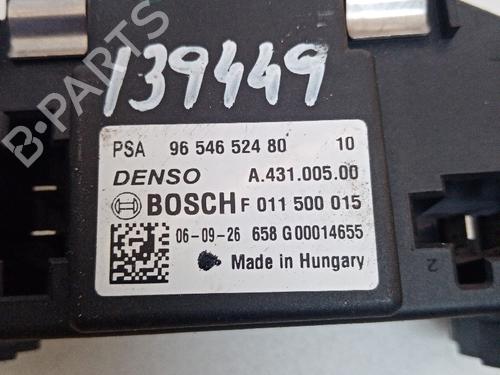 139449
PSA 96 546 524 80 10
DENSO A.431.005.00
BOSCH F 011 500 015
06-09-26 658 G00014655
Made in Hungary
2
B-PARTS